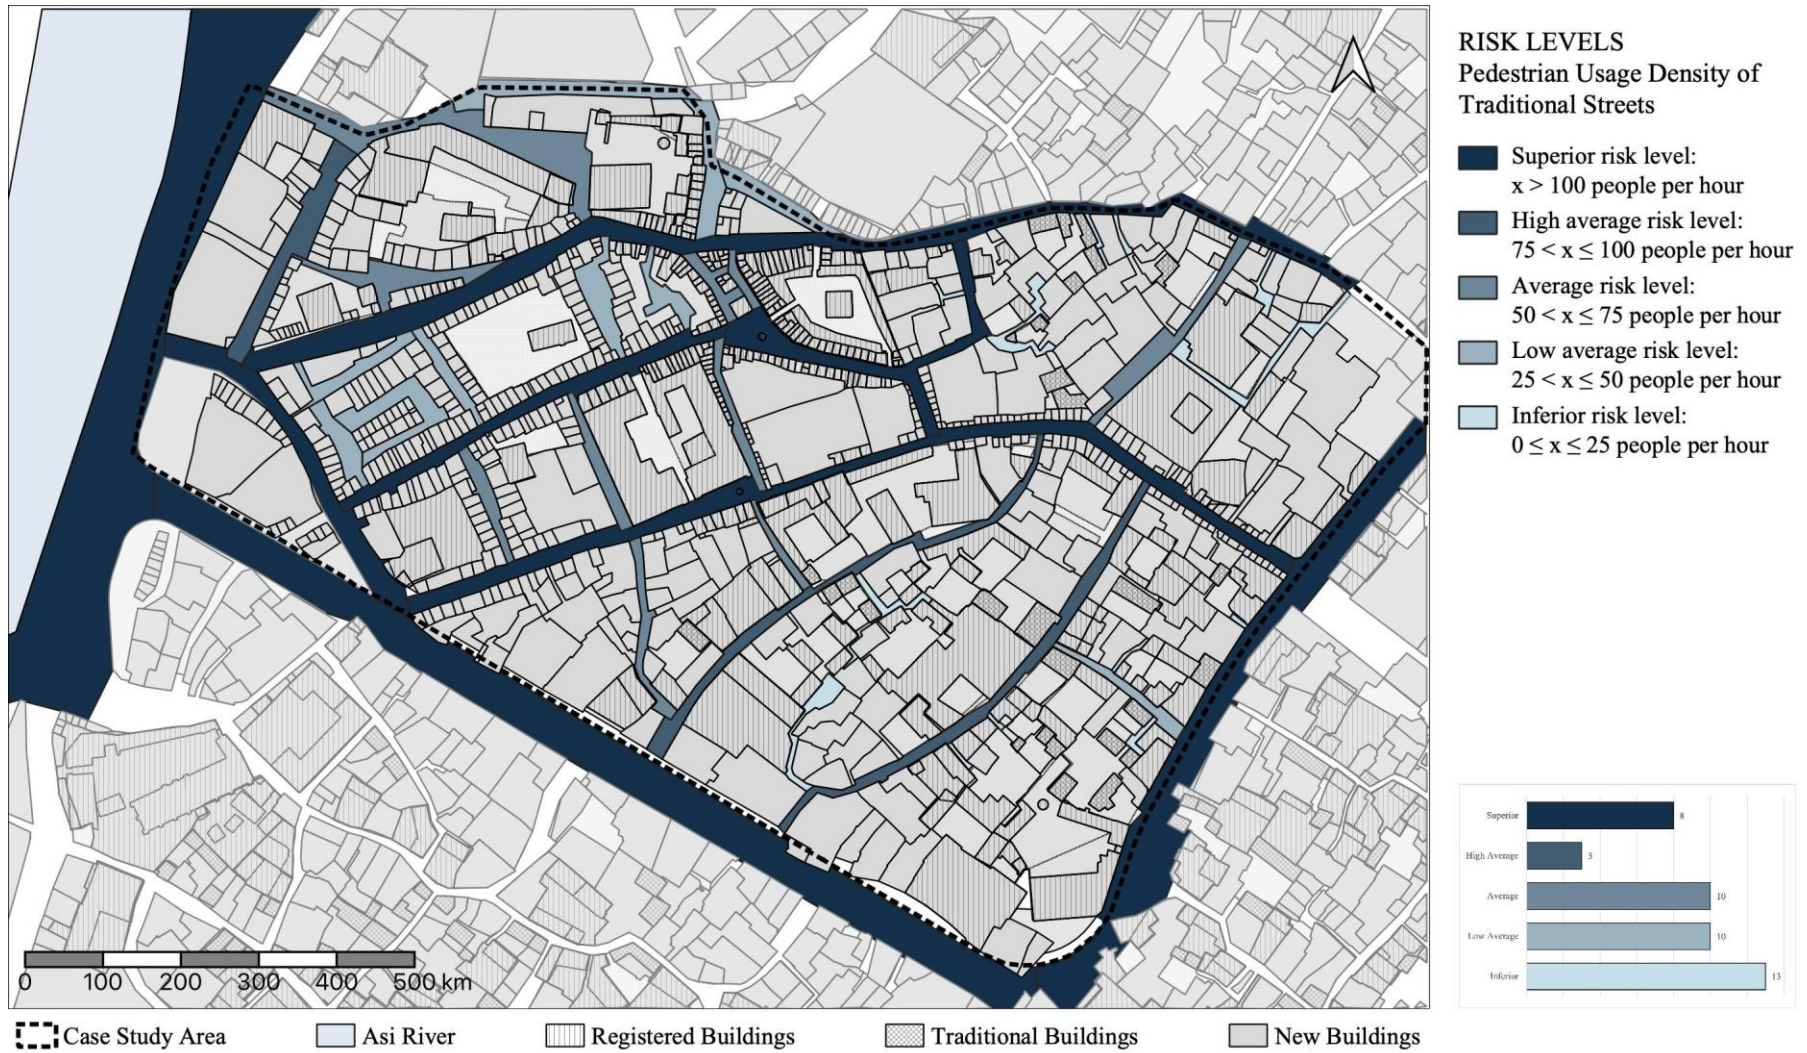 RISK LEVELS
Pedestrian Usage Density of
Traditional Streets
Superior risk level:
x > 100 people per hour
High average risk level:
75 < x ≤ 100 people per hour
Average risk level:
50 < x ≤ 75 people per hour
Low average risk level:
25 < x ≤ 50 people per hour
Inferior risk level:
0 ≤ x ≤ 25 people per hour
Superior 8
High Average 3
Average 10
Low Average 10
Inferior 13
0 100 200 300 400 500 km
Case Study Area Asi River Registered Buildings Traditional Buildings New Buildings